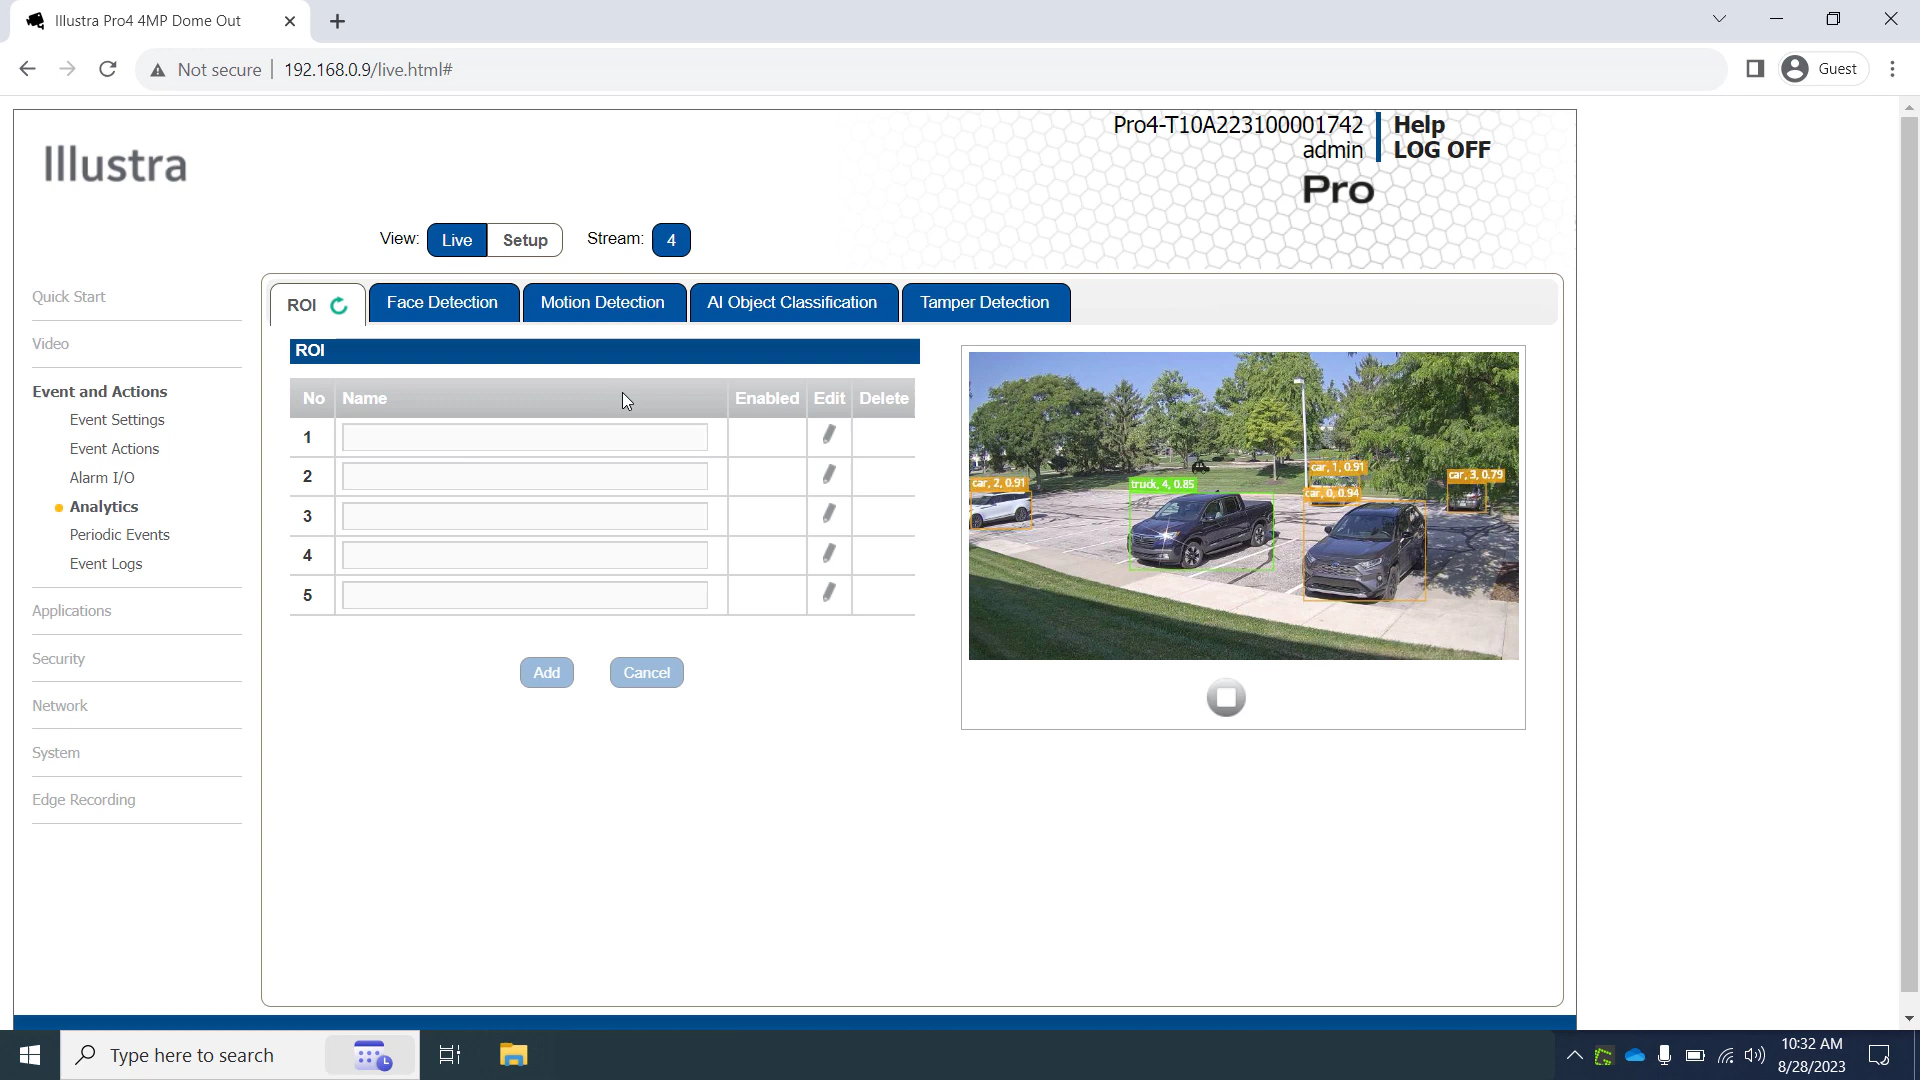 Illustra Pro4 4MP Dome Out
Not secure
192.168.0.9/live.html#
Guest
Illustra
Pro4-T10A223100001742
admin
Help
LOG OFF
Pro
View:
Live
Setup
Stream:
4
Quick Start
Video
Event and Actions
Event Settings
Event Actions
Alarm I/O
Analytics
Periodic Events
Event Logs
Applications
Security
Network
System
Edge Recording
ROI
Face Detection
Motion Detection
AI Object Classification
Tamper Detection
ROI
No Name Enabled Edit Delete
1
2
3
4
5
Add
Cancel
car, 2, 0.91
truck, 4, 0.85
car, 1, 0.91
car, 0, 0.94
car, 3, 0.79
Type here to search
10:32 AM
8/28/2023